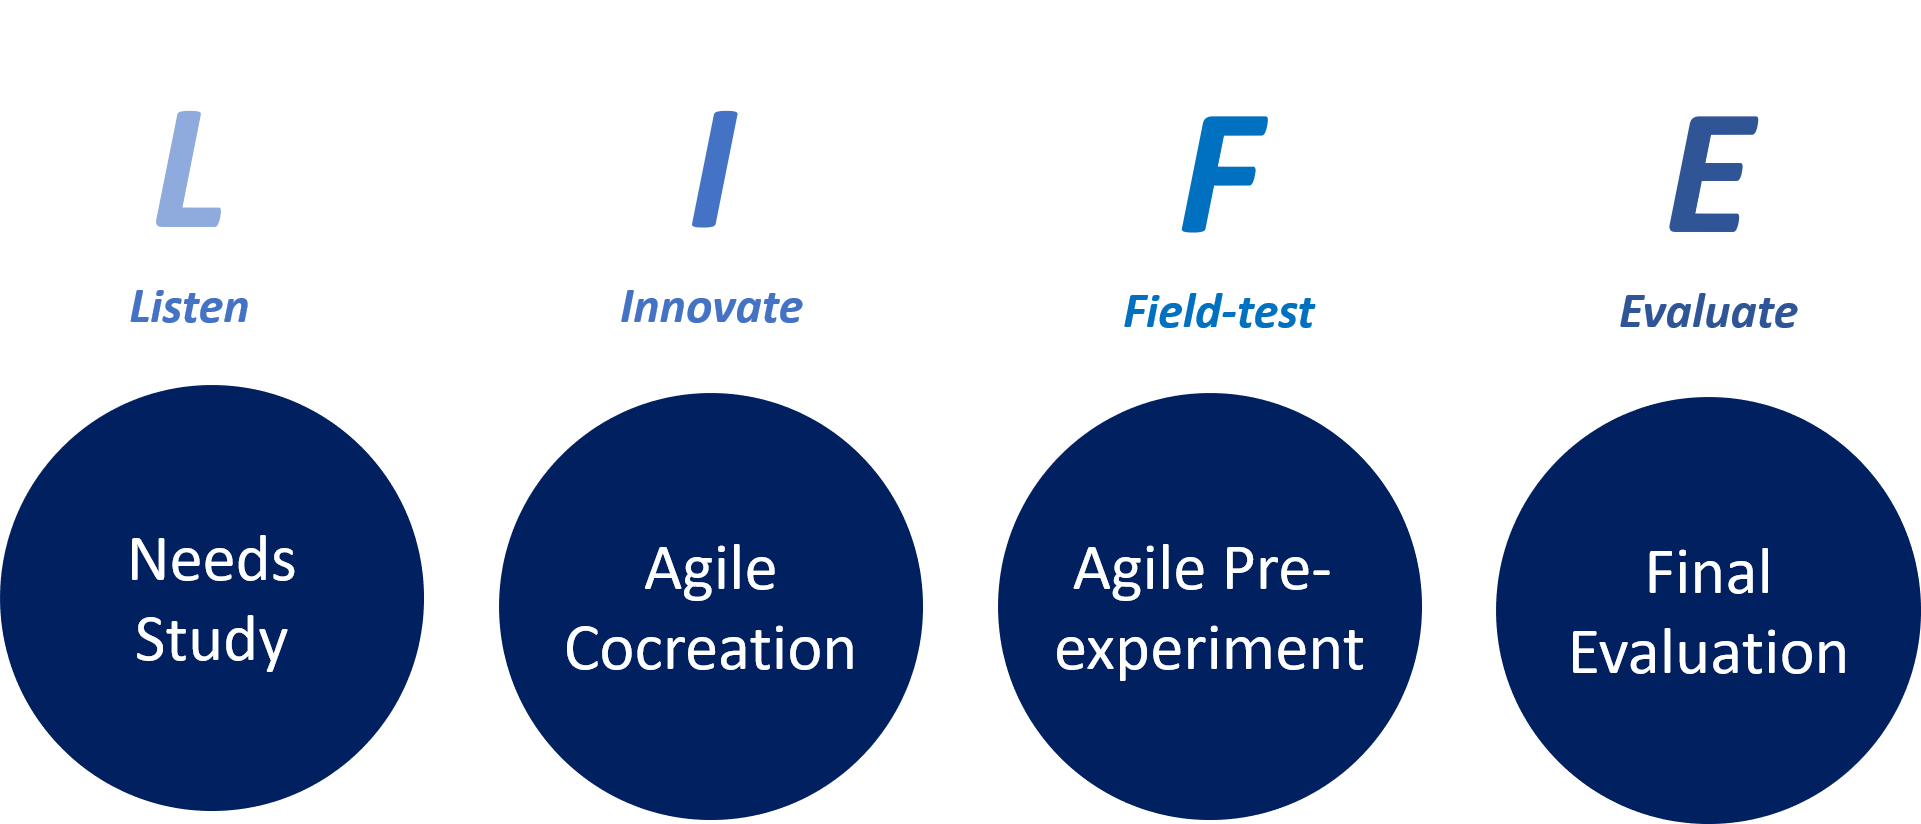 L I F E
Listen Innovate Field-test Evaluate
Needs
Study
Agile
Cocreation
Agile Pre-
experiment
Final
Evaluation